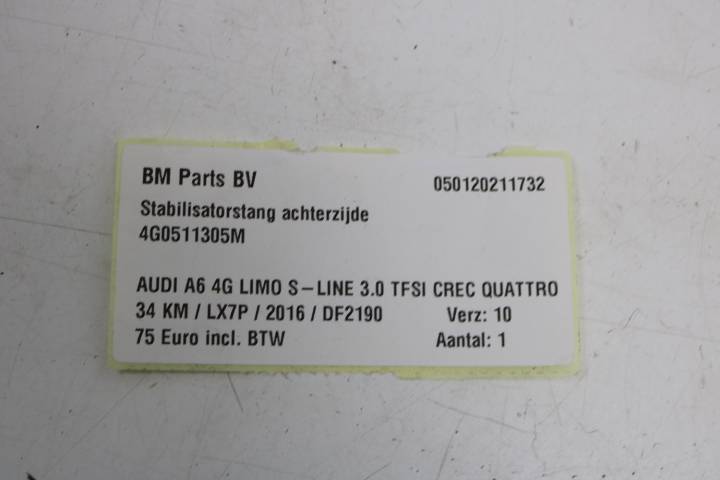 BM Parts BV 050120211732
Stabilisatorstang achterzijde
4G0511305M
AUDI A6 4G LIMO S-LINE 3.0 TFSI CREC QUATTRO
34 KM / LX7P / 2016 / DF2190 Verz: 10
75 Euro incl. BTW Aantal: 1